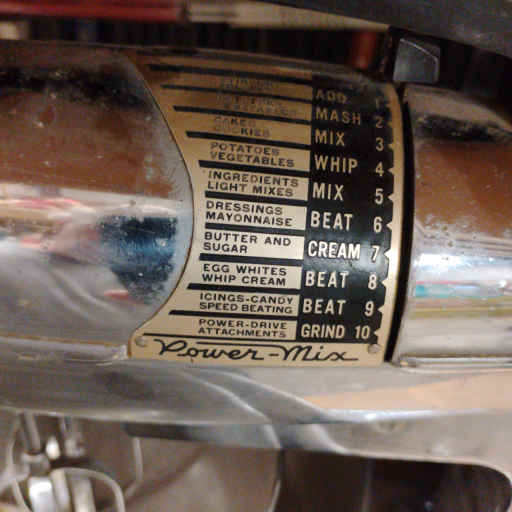 ADD 1
VEGETABLES MASH 2
CAKES
COOKIES MIX 3
POTATOES
VEGETABLES WHIP 4
INGREDIENTS
LIGHT MIXES MIX 5
DRESSINGS
MAYONNAISE BEAT 6
BUTTER AND
SUGAR CREAM 7
EGG WHITES
WHIP CREAM BEAT 8
ICINGS-CANDY
SPEED BEATING BEAT 9
POWER-DRIVE
ATTACHMENTS GRIND 10
Power-Mix